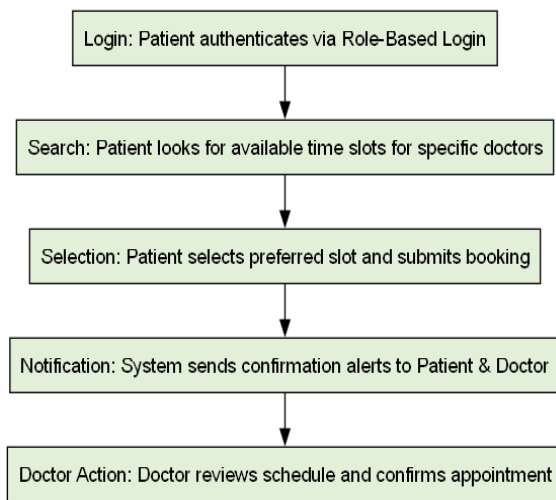 Login: Patient authenticates via Role-Based Login
Search: Patient looks for available time slots for specific doctors
Selection: Patient selects preferred slot and submits booking
Notification: System sends confirmation alerts to Patient & Doctor
Doctor Action: Doctor reviews schedule and confirms appointment